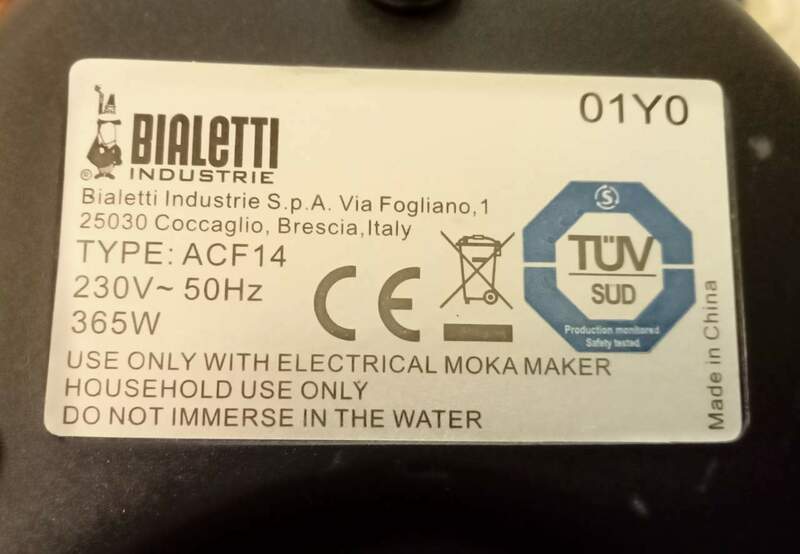 01Y0
BIALETTI
INDUSTRIE
Bialetti Industrie S.p.A. Via Fogliano,1
25030 Coccaglio, Brescia,Italy
TYPE: ACF14
230V~ 50Hz
365W
CE
S
TÜV
SÜD
Production monitored
Safety tested
USE ONLY WITH ELECTRICAL MOKA MAKER
HOUSEHOLD USE ONLY
DO NOT IMMERSE IN THE WATER
Made in China